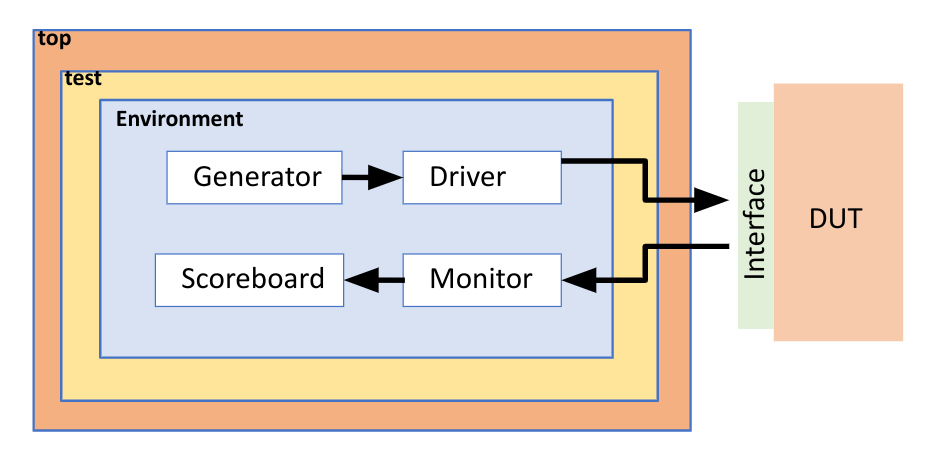 top
test
Environment
Generator
Driver
Scoreboard
Monitor
Interface
DUT